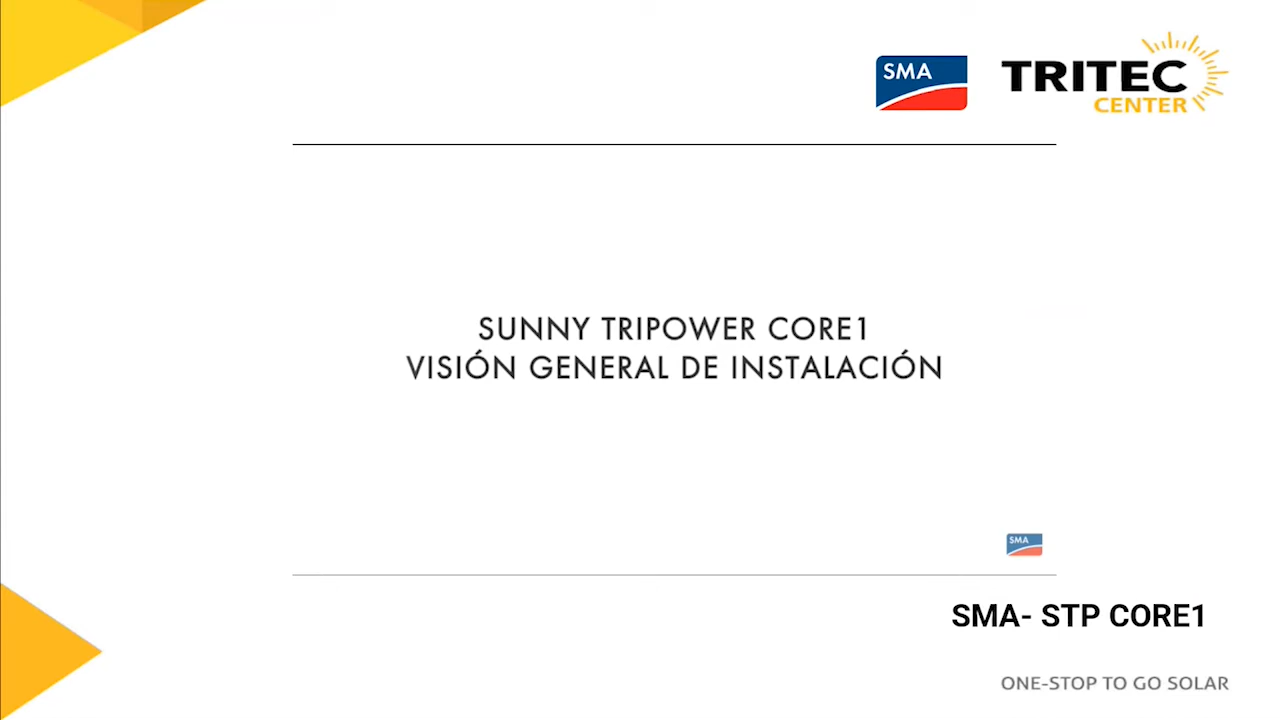 SMA
TRITEC
CENTER
SUNNY TRIPOWER CORE1
VISIÓN GENERAL DE INSTALACIÓN
SMA
SMA- STP CORE1
ONE-STOP TO GO SOLAR